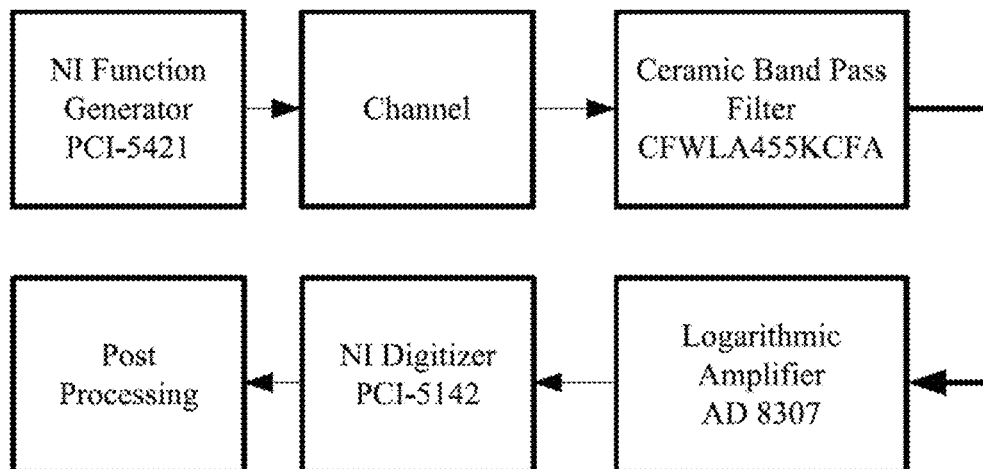 NI Function
Generator
PCI-5421
Channel
Ceramic Band Pass
Filter
CFWLA455KCFA
Post
Processing
NI Digitizer
PCI-5142
Logarithmic
Amplifier
AD 8307